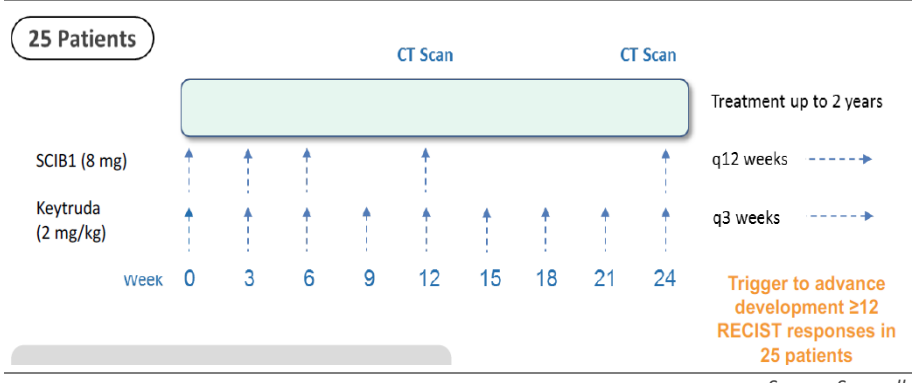 25 Patients
CT Scan CT Scan
Treatment up to 2 years
SCIB1 (8 mg) q12 weeks
Keytruda
(2 mg/kg) q3 weeks
Week 0 3 6 9 12 15 18 21 24
Trigger to advance
development ≥12
RECIST responses in
25 patients